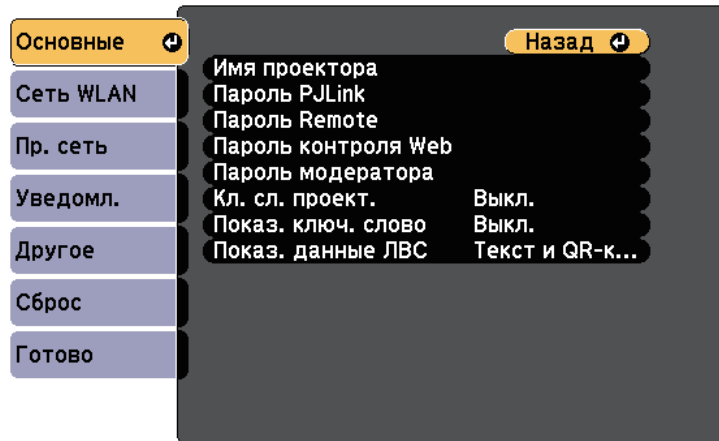 Основные
Сеть WLAN
Пр. сеть
Уведомл.
Другое
Сброс
Готово
Назад
Имя проектора
Пароль PJLink
Пароль Remote
Пароль контроля Web
Пароль модератора
Кл. сл. проект. Выкл.
Показ. ключ. слово Выкл.
Показ. данные ЛВС Текст и QR-к...